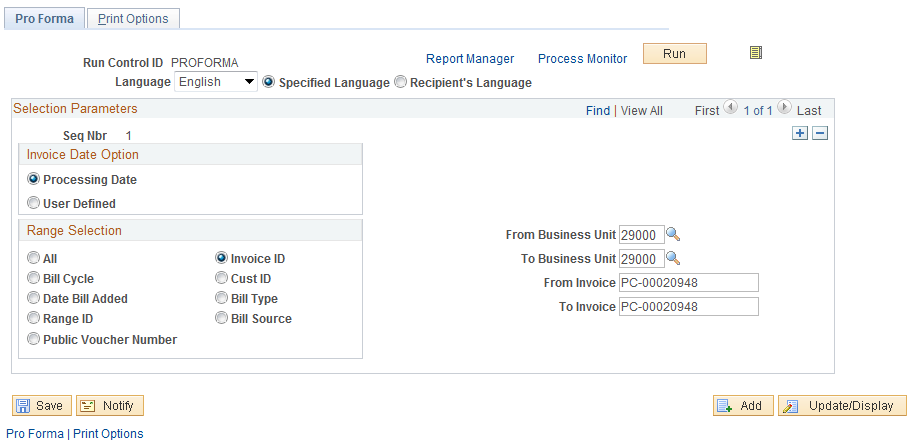 Pro Forma Print Options
Run Control ID PROFORMA Report Manager Process Monitor Run
Language English Specified Language Recipient's Language
Selection Parameters Find | View All First 1 of 1 Last
Seq Nbr 1
Invoice Date Option
Processing Date
User Defined
Range Selection
All Invoice ID
Bill Cycle Cust ID
Date Bill Added Bill Type
Range ID Bill Source
Public Voucher Number
From Business Unit 29000
To Business Unit 29000
From Invoice PC-00020948
To Invoice PC-00020948
Save Notify Add Update/Display
Pro Forma | Print Options